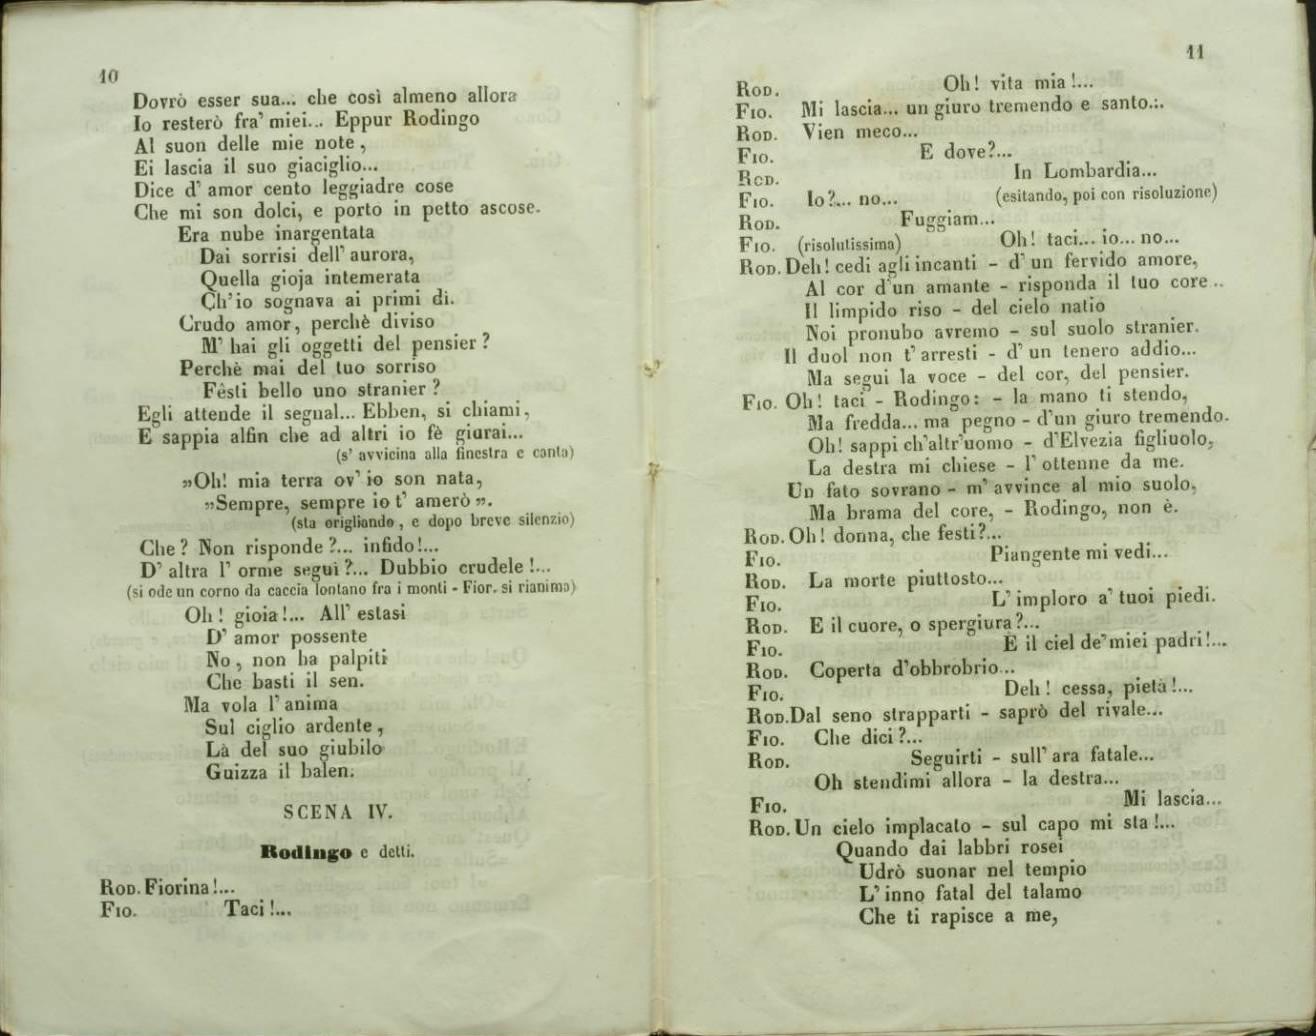 10
Dovrò esser sua... che così almeno allora
Io resterò fra' miei... Eppur Rodingo
Al suon delle mie note,
Ei lascia il suo giaciglio...
Dice d' amor cento leggiadre cose
Che mi son dolci, e porto in petto ascose.
Era nube inargentata
Dai sorrisi dell' aurora,
Quella gioja intemerata
Ch'io sognava ai primi dì.
Crudo amor, perchè diviso
M' hai gli oggetti del pensier?
Perchè mai del tuo sorriso
Fêsti bello uno stranier?
Egli attende il segnal... Ebben, si chiami,
E sappia alfin che ad altri io fè giurai...
(s' avvicina alla finestra e canta)
„Oh! mia terra ov' io son nata,
„Sempre, sempre io t' amerò „.
(sta origliando, e dopo breve silenzio)
Che? Non risponde?... infido!...
D' altra l' orme seguì?... Dubbio crudele!...
(si ode un corno da caccia lontano fra i monti - Fior. si rianima)
Oh! gioia!... All' estasi
D' amor possente
No, non ha palpiti
Che basti il sen.
Ma vola l' anima
Sul ciglio ardente,
Là del suo giubilo
Guizza il balen.
SCENA IV.
Rodingo e detti.
ROD. Fiorina!...
FIO. Taci!...
11
ROD. Oh! vita mia!...
FIO. Mi lascia... un giuro tremendo e santo...
ROD. Vien meco...
FIO. E dove?...
ROD. In Lombardia...
FIO. Io?... no... (esitando, poi con risoluzione)
ROD. Fuggiam...
FIO. (risolutissima) Oh! taci... io... no...
ROD. Deh! cedi agli incanti - d' un fervido amore,
Al cor d'un amante - risponda il tuo core..
Il limpido riso - del cielo natio
Noi pronubo avremo - sul suolo stranier.
Il duol non t' arresti - d' un tenero addio...
Ma segui la voce - del cor, del pensier.
FIO. Oh! taci - Rodingo: - la mano ti stendo,
Ma fredda... ma pegno - d'un giuro tremendo.
Oh! sappi ch'altr'uomo - d'Elvezia figliuolo,
La destra mi chiese - l' ottenne da me.
Un fato sovrano - m' avvince al mio suolo,
Ma brama del core, - Rodingo, non è.
ROD. Oh! donna, che festi?...
FIO. Piangente mi vedi...
ROD. La morte piuttosto...
FIO. L' imploro a' tuoi piedi.
ROD. E il cuore, o spergiura?...
FIO. E il ciel de' miei padri!...
ROD. Coperta d'obbrobrio...
FIO. Deh! cessa, pietà!...
ROD. Dal seno strapparti - saprò del rivale...
FIO. Che dici?...
ROD. Seguirti - sull' ara fatale...
Oh stendimi allora - la destra...
FIO. Mi lascia...
ROD. Un cielo implacato - sul capo mi sta!...
Quando dai labbri rosei
Udrò suonar nel tempio
L' inno fatal del talamo
Che ti rapisce a me,